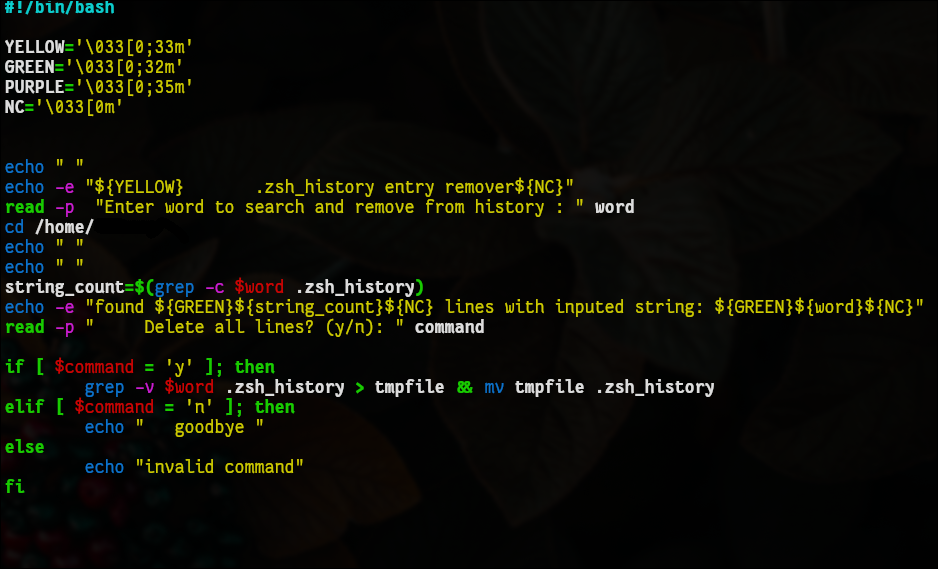 #!/bin/bash
YELLOW='\033[0;33m'
GREEN='\033[0;32m'
PURPLE='\033[0;35m'
NC='\033[0m'
echo " "
echo -e "${YELLOW}       .zsh_history entry remover${NC}"
read -p  "Enter word to search and remove from history : " word
cd /home/
echo " "
echo " "
string_count=$(grep -c $word .zsh_history)
echo -e "found ${GREEN}${string_count}${NC} lines with inputed string: ${GREEN}${word}${NC}"
read -p "     Delete all lines? (y/n): " command
if [ $command = 'y' ]; then
        grep -v $word .zsh_history > tmpfile && mv tmpfile .zsh_history
elif [ $command = 'n' ]; then
        echo "   goodbye "
else
        echo "invalid command"
fi